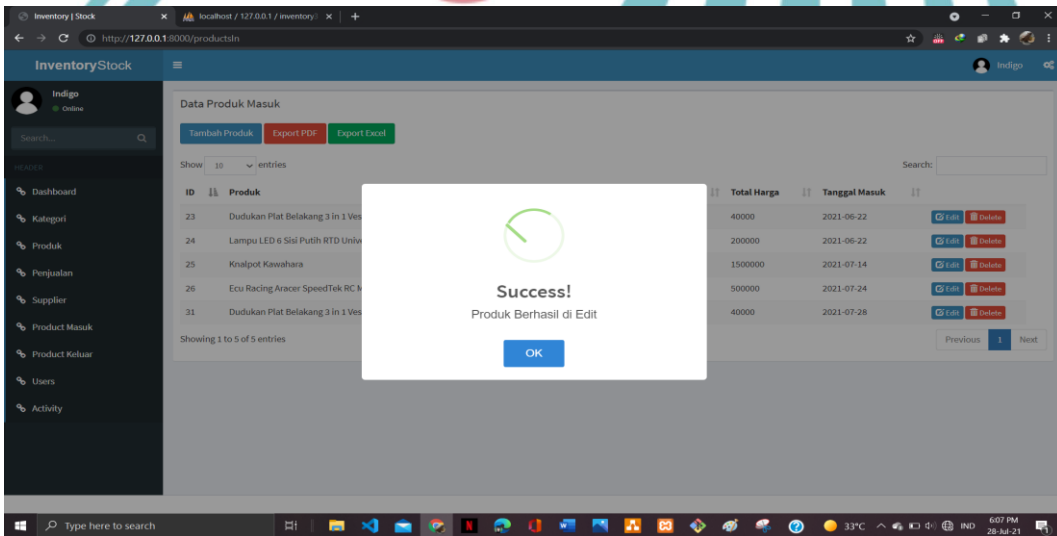 Inventory | Stock
localhost / 127.0.0.1 / inventory
http://127.0.0.1:8000/productsIn
InventoryStock
Indigo
Indigo
Online
Search...
HEADER
Dashboard
Kategori
Produk
Penjualan
Supplier
Product Masuk
Product Keluar
Users
Activity
Data Produk Masuk
Tambah Produk Export PDF Export Excel
Show 10 entries Search:
ID Produk Total Harga Tanggal Masuk
23 Dudukan Plat Belakang 3 in 1 Ves 40000 2021-06-22 Edit Delete
24 Lampu LED 6 Sisi Putih RTD Univ 200000 2021-06-22 Edit Delete
25 Knalpot Kawahara 1500000 2021-07-14 Edit Delete
26 Ecu Racing Aracer SpeedTek RC 500000 2021-07-24 Edit Delete
31 Dudukan Plat Belakang 3 in 1 Ves 40000 2021-07-28 Edit Delete
Showing 1 to 5 of 5 entries Previous 1 Next
Success!
Produk Berhasil di Edit
OK
Type here to search 33°C IND 6:07 PM
28-Jul-21